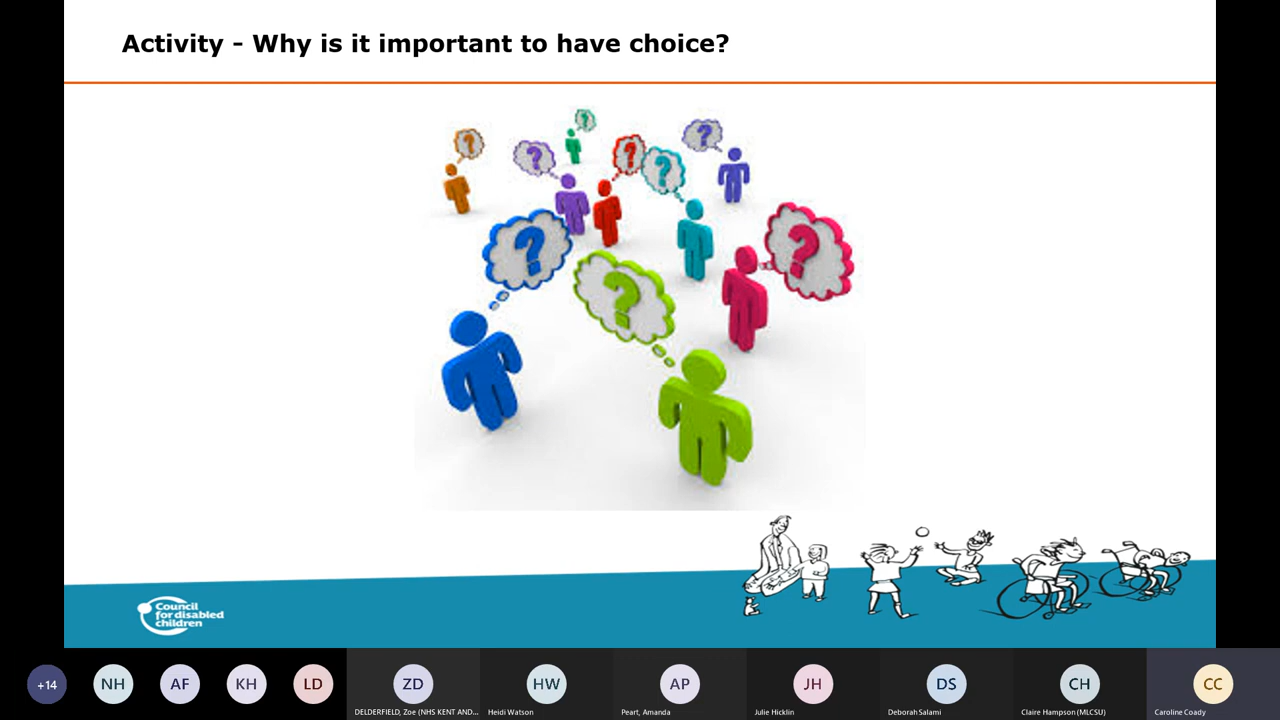 Activity - Why is it important to have choice?
?
?
?
?
?
?
?
?
?
?
Council
for disabled
children
+14
NH
AF
KH
LD
ZD
HW
AP
JH
DS
CH
CC
DELDERFIELD, Zoe (NHS KENT AND...
Heidi Watson
Peart, Amanda
Julie Hicklin
Deborah Salami
Claire Hampson (MLCSU)
Caroline Coady